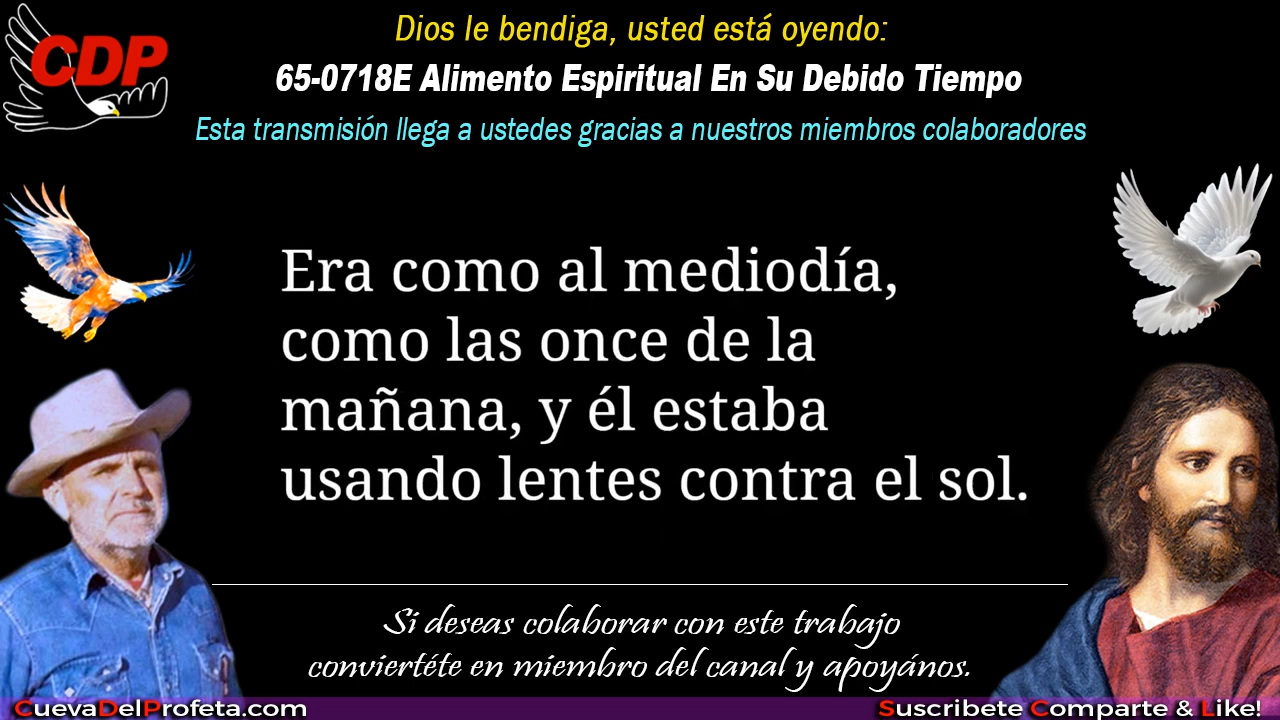 CDP
Dios le bendiga, usted está oyendo:
65-0718E Alimento Espiritual En Su Debido Tiempo
Esta transmisión llega a ustedes gracias a nuestros miembros colaboradores
Era como al mediodía,
como las once de la
mañana, y él estaba
usando lentes contra el sol.
Si deseas colaborar con este trabajo
conviertéte en miembro del canal y apoyános.
CuevaDelProfeta.com
Suscribete Comparte & Like!